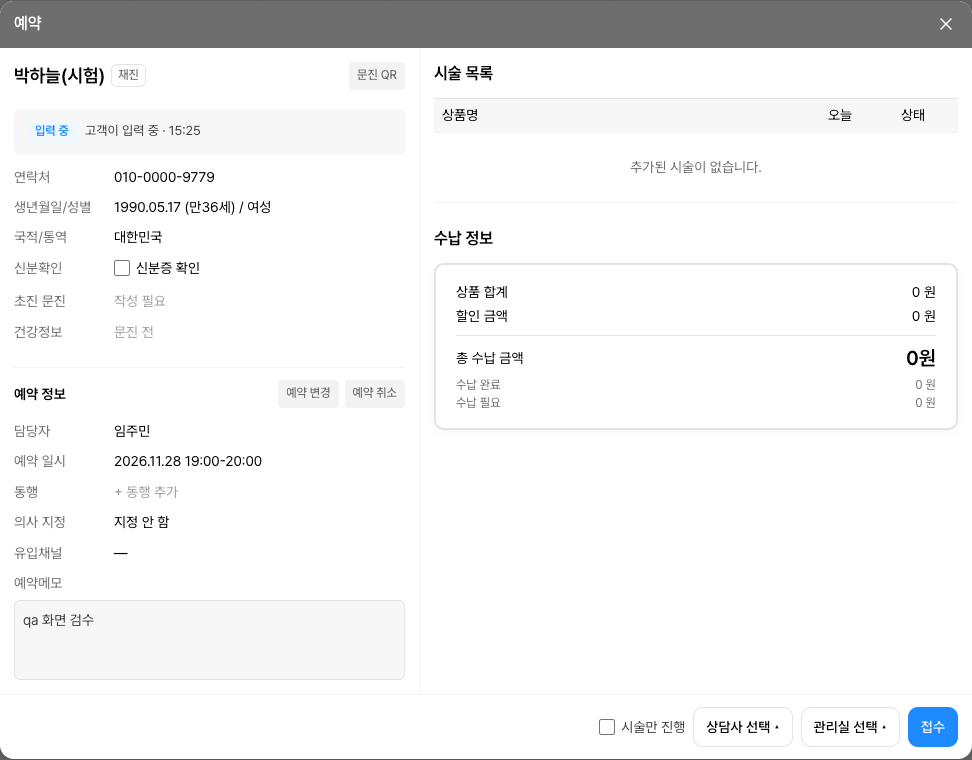 예약
박하늘(시험) 재진 문진 QR
입력 중 고객이 입력 중 · 15:25
연락처 010-0000-9779
생년월일/성별 1990.05.17 (만36세) / 여성
국적/통역 대한민국
신분확인 신분증 확인
초진 문진 작성 필요
건강정보 문진 전
예약 정보 예약 변경 예약 취소
담당자 임주민
예약 일시 2026.11.28 19:00-20:00
동행 + 동행 추가
의사 지정 지정 안 함
유입채널 —
예약메모
qa 화면 검수
시술 목록
상품명 오늘 상태
추가된 시술이 없습니다.
수납 정보
상품 합계 0 원
할인 금액 0 원
총 수납 금액 0원
수납 완료 0 원
수납 필요 0 원
시술만 진행 상담사 선택 관리실 선택 접수